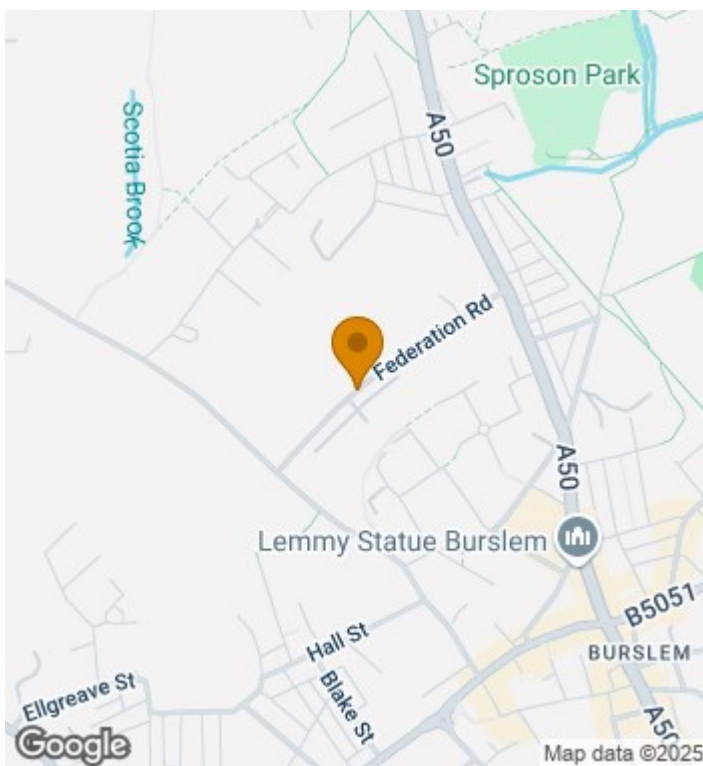 Sproson Park
A50
Scotia Brook
Federation Rd
A50
Lemmy Statue Burslem
B5051
Hall St
BURSLEM
Blake St
Ellgreave St
A50
Google
Map data ©2025